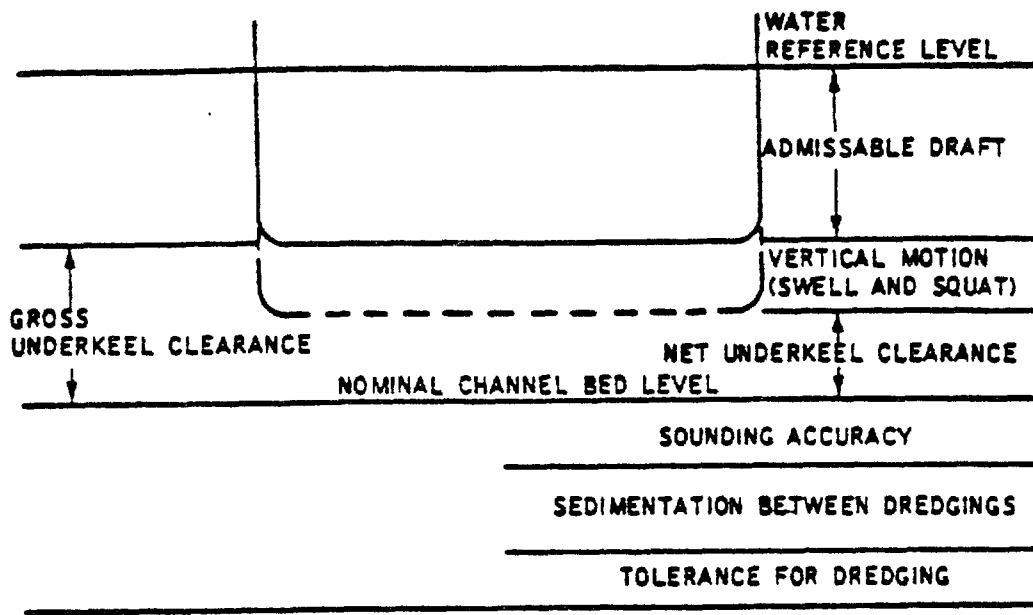 WATER
REFERENCE LEVEL
ADMISSABLE DRAFT
VERTICAL MOTION
(SWELL AND SQUAT)
GROSS
UNDERKEEL CLEARANCE
NET UNDERKEEL CLEARANCE
NOMINAL CHANNEL BED LEVEL
SOUNDING ACCURACY
SEDIMENTATION BETWEEN DREDGINGS
TOLERANCE FOR DREDGING